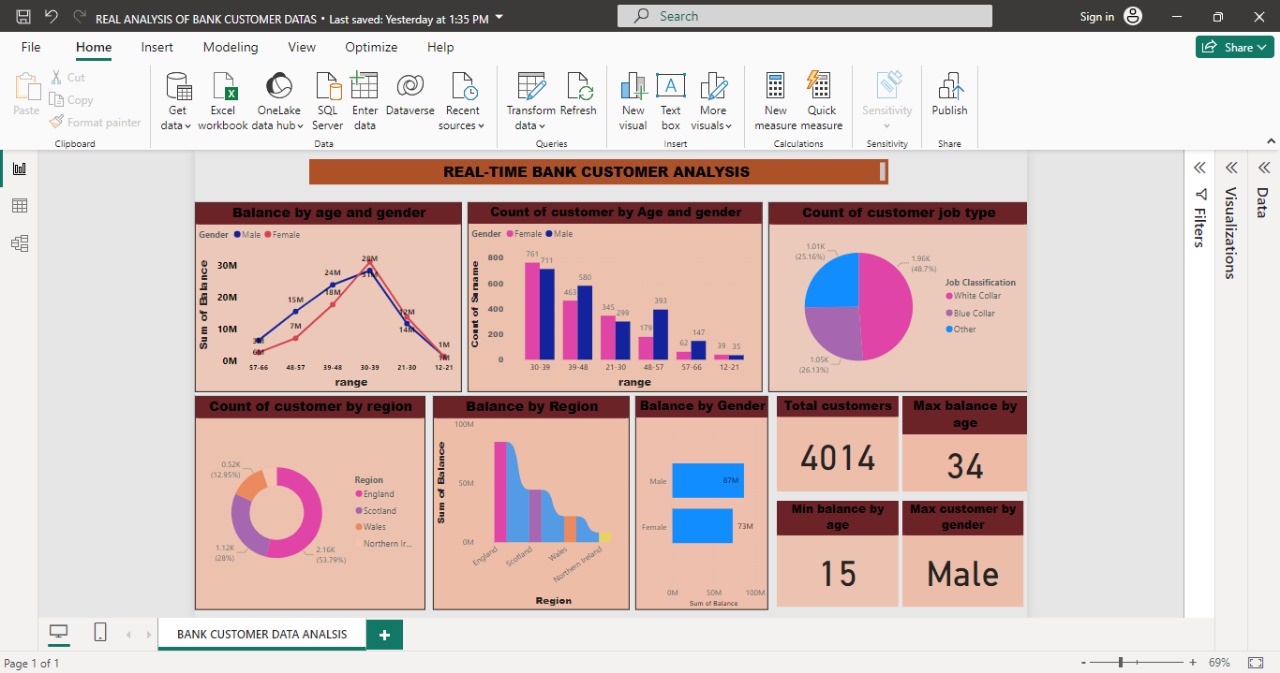 REAL ANALYSIS OF BANK CUSTOMER DATAS • Last saved: Yesterday at 1:35 PM
Search
Sign in
File Home Insert Modeling View Optimize Help
Share
Paste
Cut
Copy
Format painter
Clipboard
Get data
Excel workbook
OneLake data hub
SQL Server
Enter data
Dataverse
Recent sources
Data
Transform data
Refresh
Queries
New visual
Text box
More visuals
Insert
New measure
Quick measure
Calculations
Sensitivity
Sensitivity
Publish
Share
REAL-TIME BANK CUSTOMER ANALYSIS
Balance by age and gender
Gender Male Female
Sum of Balance
30M
20M
10M
0M
15M
7M
24M
18M
28M
31M
12M
14M
1M
1M
57-66 48-57 39-48 30-39 21-30 12-21
range
Count of customer by Age and gender
Gender Female Male
Count of Surname
800
600
400
200
0
761 711
463 580
345 299
179 393
62 147
39 35
30-39 39-48 21-30 48-57 57-66 12-21
range
Count of customer job type
1.01K
(25.16%)
1.96K
(48.7%)
1.05K
(26.13%)
Job Classification
White Collar
Blue Collar
Other
Count of customer by region
0.52K
(12.95%)
1.12K
(28%)
2.16K
(53.79%)
Region
England
Scotland
Wales
Northern Ir...
Balance by Region
Sum of Balance
100M
50M
0M
England
Scotland
Wales
Northern Ireland
Region
Balance by Gender
Male 87M
Female 73M
0M 50M 100M
Sum of Balance
Total customers
4014
Max balance by
age
34
Min balance by
age
15
Max customer by
gender
Male
Filters
Visualizations
Data
BANK CUSTOMER DATA ANALSIS
Page 1 of 1
69%